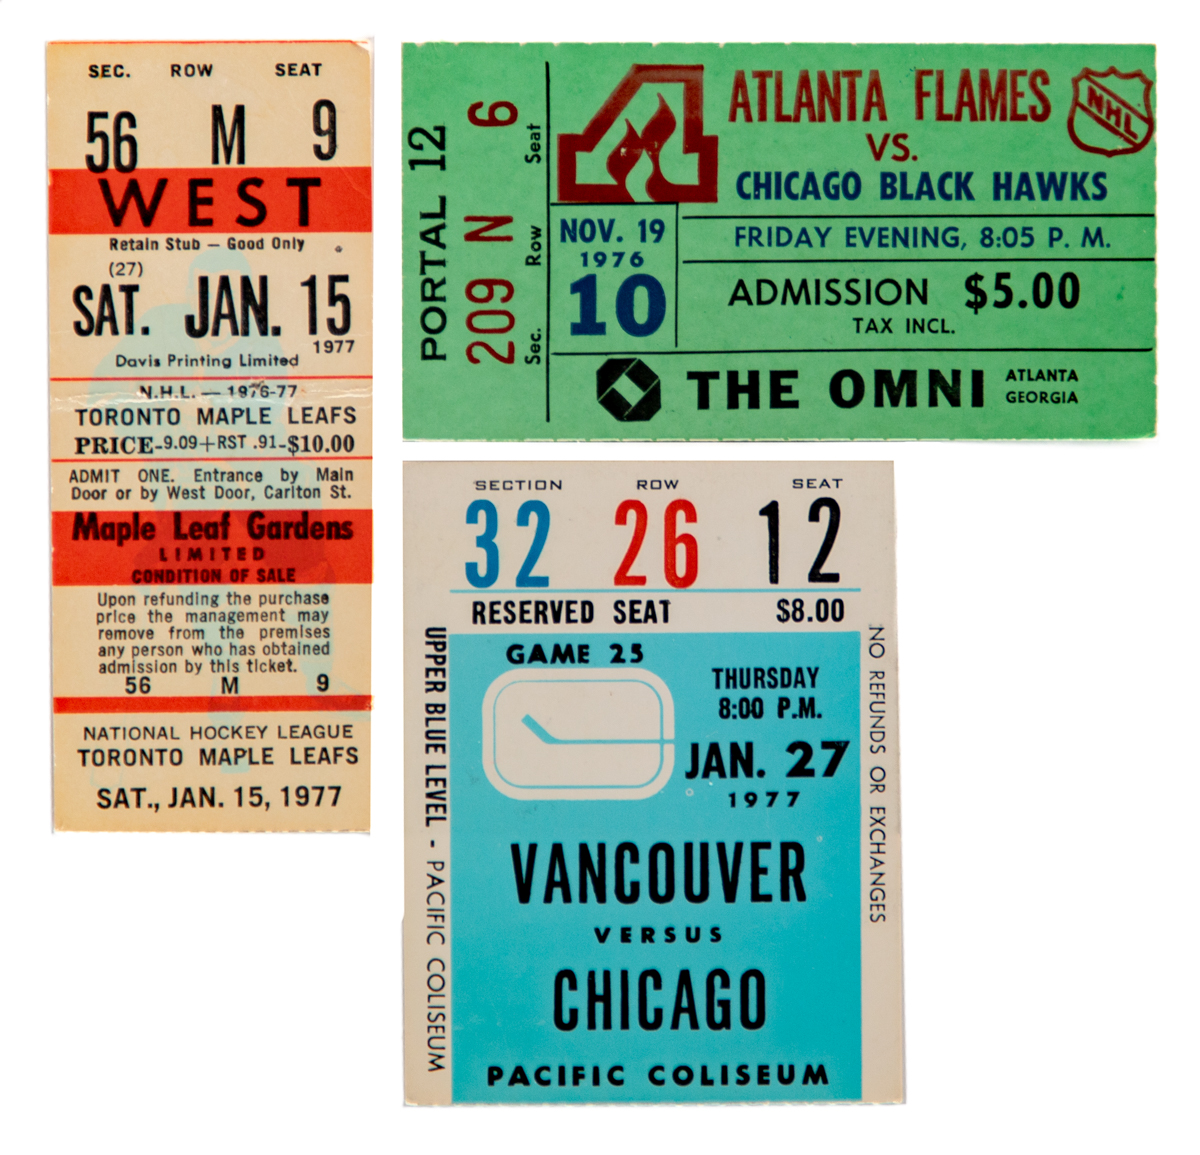 SEC. ROW SEAT
56 M 9
WEST
Retain Stub — Good Only
(27)
SAT. JAN. 15
1977
Davis Printing Limited
N.H.L. — 1976-77
TORONTO MAPLE LEAFS
PRICE-9.09+RST .91-$10.00
ADMIT ONE. Entrance by Main
Door or by West Door, Carlton St.
Maple Leaf Gardens
LIMITED
CONDITION OF SALE
Upon refunding the purchase
price the management may
remove from the premises
any person who has obtained
admission by this ticket.
56 M 9
NATIONAL HOCKEY LEAGUE
TORONTO MAPLE LEAFS
SAT., JAN. 15, 1977
PORTAL 12
209 N 6
Sec. Row Seat
ATLANTA FLAMES
NHL
VS.
CHICAGO BLACK HAWKS
NOV. 19
1976
10
FRIDAY EVENING, 8:05 P. M.
ADMISSION $5.00
TAX INCL.
THE OMNI
ATLANTA
GEORGIA
SECTION ROW SEAT
32 26 12
RESERVED SEAT $8.00
UPPER BLUE LEVEL - PACIFIC COLISEUM
GAME 25
THURSDAY
8:00 P.M.
JAN. 27
1977
VANCOUVER
VERSUS
CHICAGO
PACIFIC COLISEUM
NO REFUNDS OR EXCHANGES